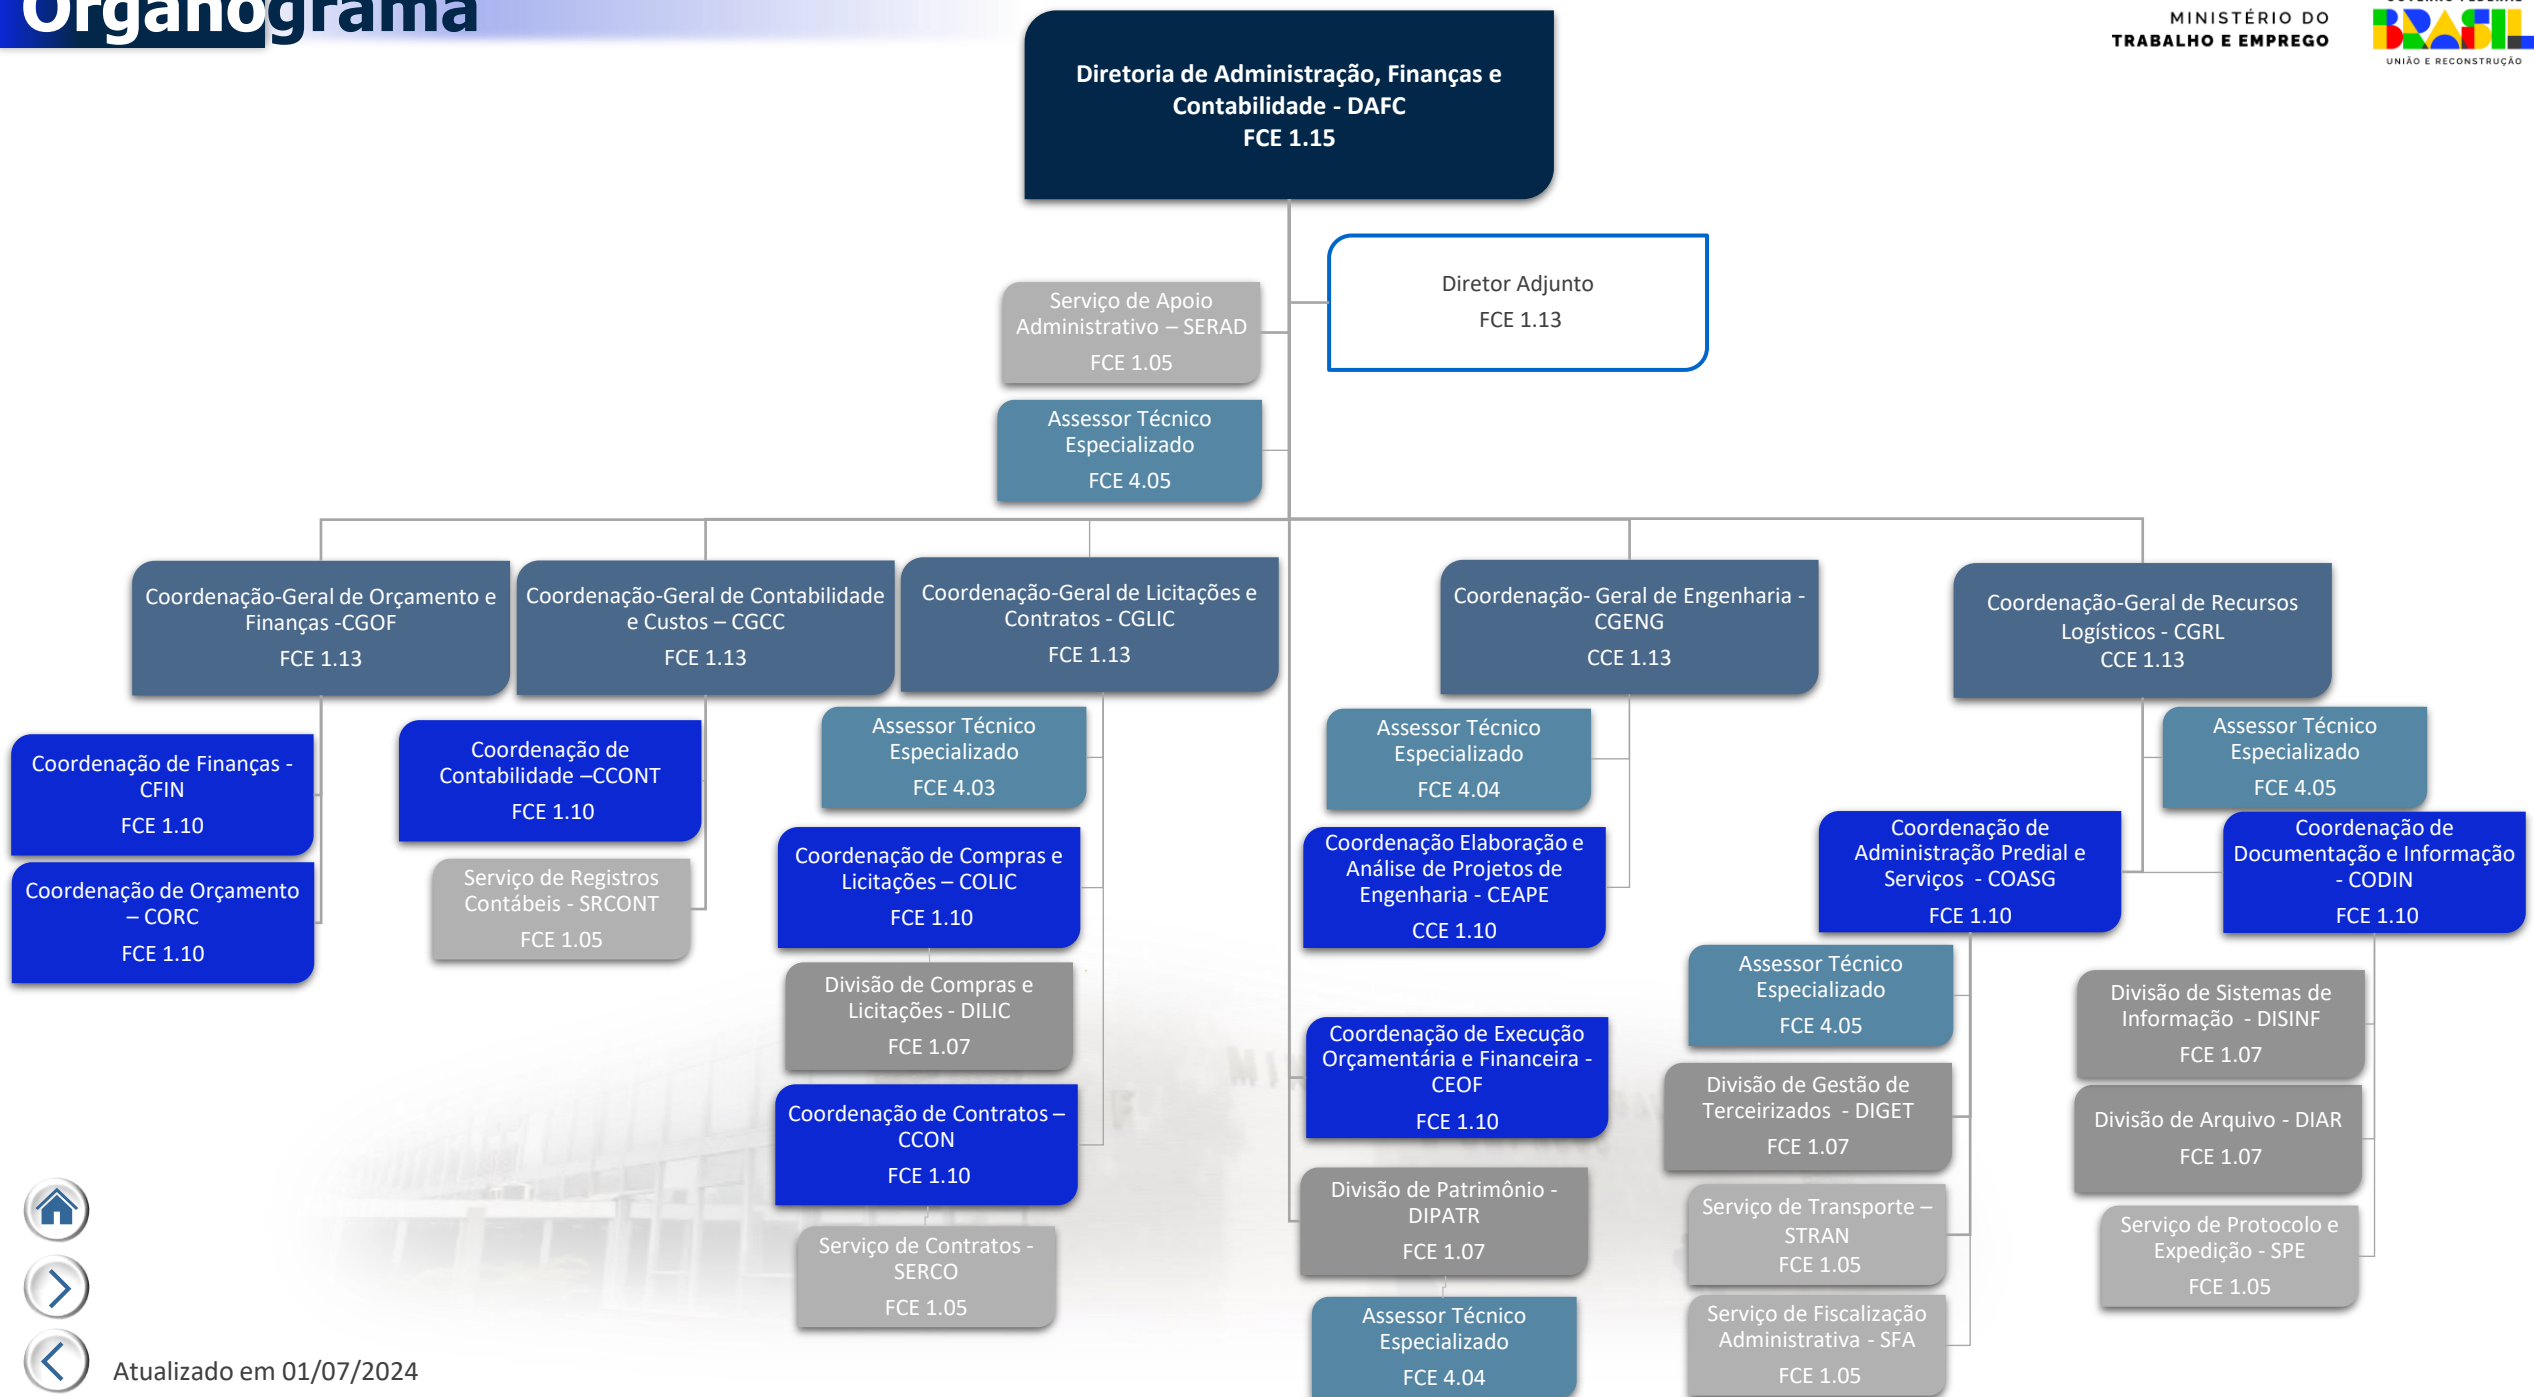 Organograma
MINISTÉRIO DO
TRABALHO E EMPREGO
GOVERNO FEDERAL
BRASIL
UNIÃO E RECONSTRUÇÃO
Diretoria de Administração, Finanças e
Contabilidade - DAFC
FCE 1.15
Diretor Adjunto
FCE 1.13
Serviço de Apoio
Administrativo – SERAD
FCE 1.05
Assessor Técnico
Especializado
FCE 4.05
Coordenação-Geral de Orçamento e
Finanças -CGOF
FCE 1.13
Coordenação-Geral de Contabilidade
e Custos – CGCC
FCE 1.13
Coordenação-Geral de Licitações e
Contratos - CGLIC
FCE 1.13
Coordenação- Geral de Engenharia -
CGENG
CCE 1.13
Coordenação-Geral de Recursos
Logísticos - CGRL
CCE 1.13
Coordenação de Finanças -
CFIN
FCE 1.10
Coordenação de Orçamento
– CORC
FCE 1.10
Coordenação de
Contabilidade –CCONT
FCE 1.10
Serviço de Registros
Contábeis - SRCONT
FCE 1.05
Assessor Técnico
Especializado
FCE 4.03
Coordenação de Compras e
Licitações – COLIC
FCE 1.10
Divisão de Compras e
Licitações - DILIC
FCE 1.07
Coordenação de Contratos –
CCON
FCE 1.10
Serviço de Contratos -
SERCO
FCE 1.05
Assessor Técnico
Especializado
FCE 4.04
Coordenação Elaboração e
Análise de Projetos de
Engenharia - CEAPE
CCE 1.10
Coordenação de Execução
Orçamentária e Financeira -
CEOF
FCE 1.10
Divisão de Patrimônio -
DIPATR
FCE 1.07
Assessor Técnico
Especializado
FCE 4.04
Assessor Técnico
Especializado
FCE 4.05
Coordenação de
Administração Predial e
Serviços - COASG
FCE 1.10
Coordenação de
Documentação e Informação
- CODIN
FCE 1.10
Assessor Técnico
Especializado
FCE 4.05
Divisão de Gestão de
Terceirizados - DIGET
FCE 1.07
Serviço de Transporte –
STRAN
FCE 1.05
Serviço de Fiscalização
Administrativa - SFA
FCE 1.05
Divisão de Sistemas de
Informação - DISINF
FCE 1.07
Divisão de Arquivo - DIAR
FCE 1.07
Serviço de Protocolo e
Expedição - SPE
FCE 1.05
Atualizado em 01/07/2024